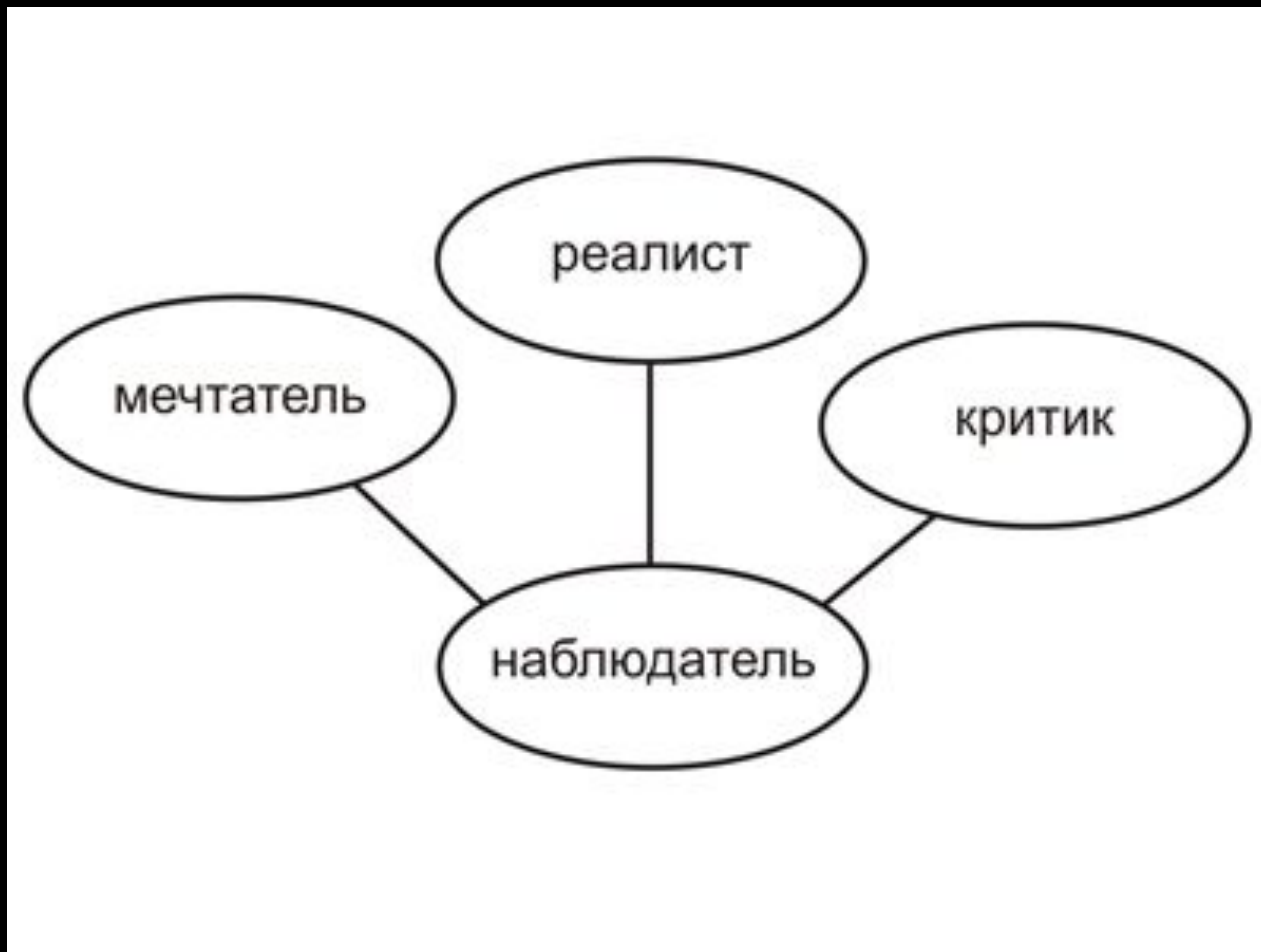 реалист
мечтатель
критик
наблюдатель